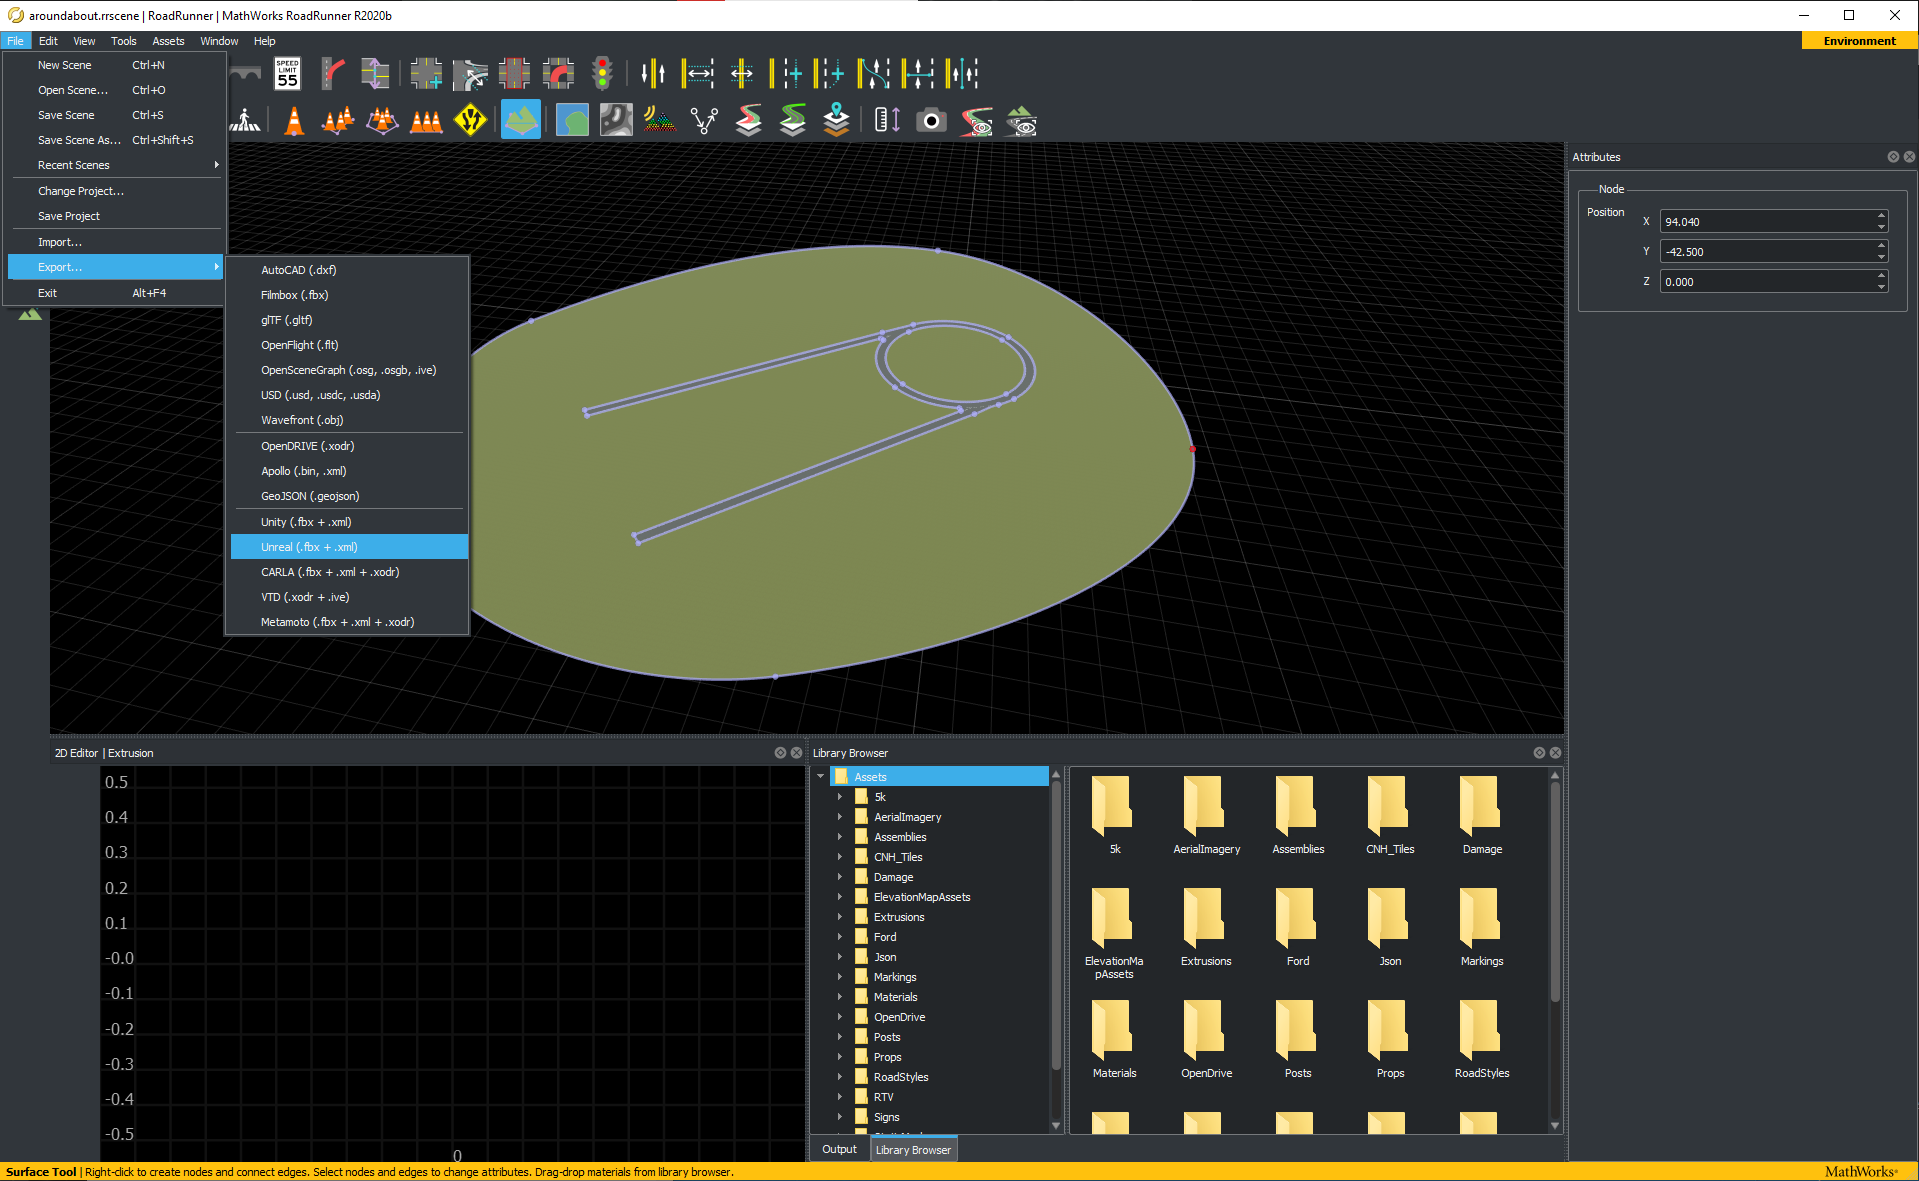 aroundabout.rrscene | RoadRunner | MathWorks RoadRunner R2020b
File Edit View Tools Assets Window Help
Environment
New Scene Ctrl+N
Open Scene... Ctrl+O
Save Scene Ctrl+S
Save Scene As... Ctrl+Shift+S
Recent Scenes
Change Project...
Save Project
Import...
Export...
Exit Alt+F4
SPEED
LIMIT
55
AutoCAD (.dxf)
Filmbox (.fbx)
glTF (.gltf)
OpenFlight (.flt)
OpenSceneGraph (.osg, .osgb, .ive)
USD (.usd, .usdc, .usda)
Wavefront (.obj)
OpenDRIVE (.xodr)
Apollo (.bin, .xml)
GeoJSON (.geojson)
Unity (.fbx + .xml)
Unreal (.fbx + .xml)
CARLA (.fbx + .xml + .xodr)
VTD (.xodr + .ive)
Metamoto (.fbx + .xml + .xodr)
Attributes
Node
Position
X 94.040
Y -42.500
Z 0.000
2D Editor | Extrusion
0.5
0.4
0.3
0.2
0.1
-0.0
-0.1
-0.2
-0.3
-0.4
-0.5
0
Library Browser
Assets
5k
AerialImagery
Assemblies
CNH_Tiles
Damage
ElevationMapAssets
Extrusions
Ford
Json
Markings
Materials
OpenDrive
Posts
Props
RoadStyles
RTV
Signs
5k AerialImagery Assemblies CNH_Tiles Damage
ElevationMa
pAssets
Extrusions Ford Json Markings
Materials OpenDrive Posts Props RoadStyles
Output Library Browser
Surface Tool | Right-click to create nodes and connect edges. Select nodes and edges to change attributes. Drag-drop materials from library browser.
MathWorks